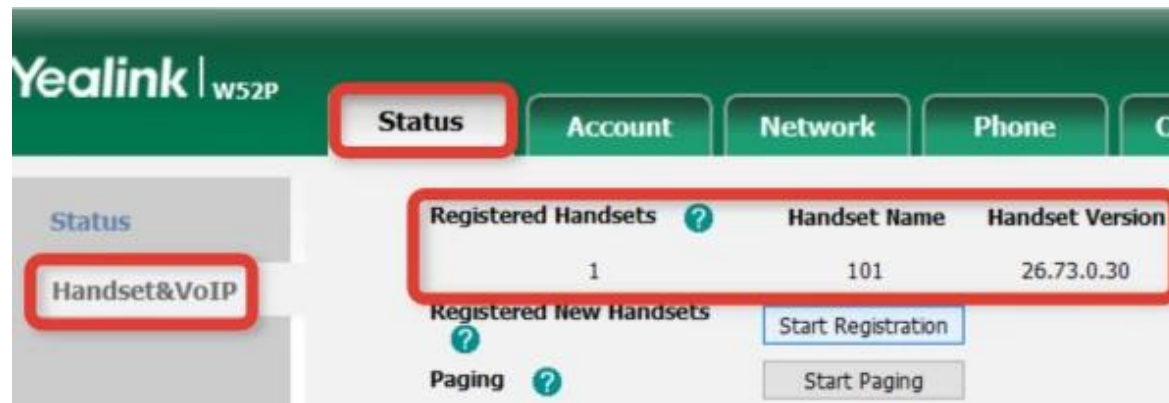 Yealink | W52P
Status Account Network Phone C
Status
Handset&VoIP
Registered Handsets ? Handset Name Handset Version
1 101 26.73.0.30
Registered New Handsets ? Start Registration
Paging ? Start Paging